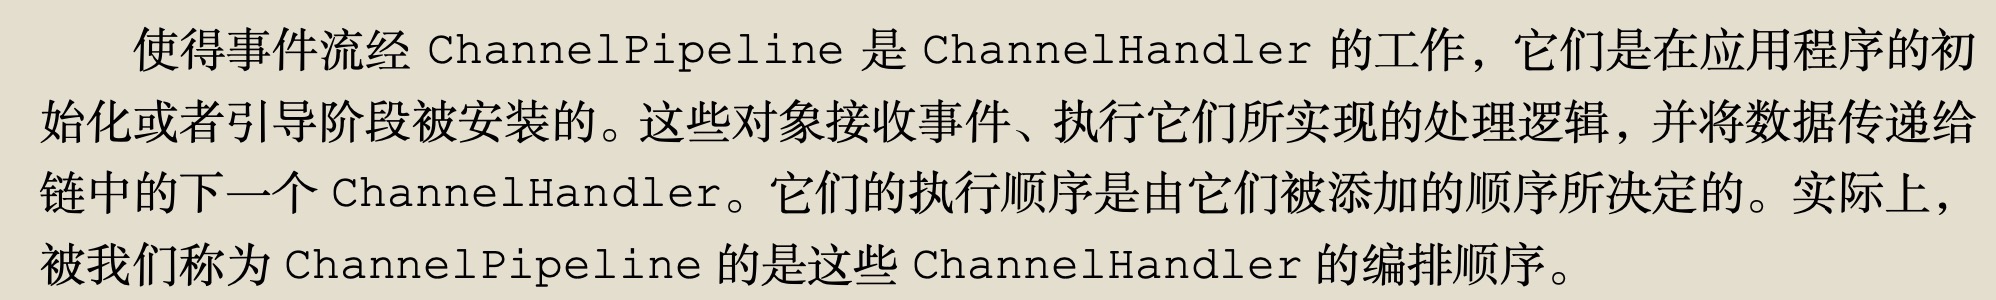 使得事件流经 ChannelPipeline 是 ChannelHandler 的工作，它们是在应用程序的初
始化或者引导阶段被安装的。这些对象接收事件、执行它们所实现的处理逻辑，并将数据传递给
链中的下一个 ChannelHandler。它们的执行顺序是由它们被添加的顺序所决定的。实际上，
被我们称为 ChannelPipeline 的是这些 ChannelHandler 的编排顺序。